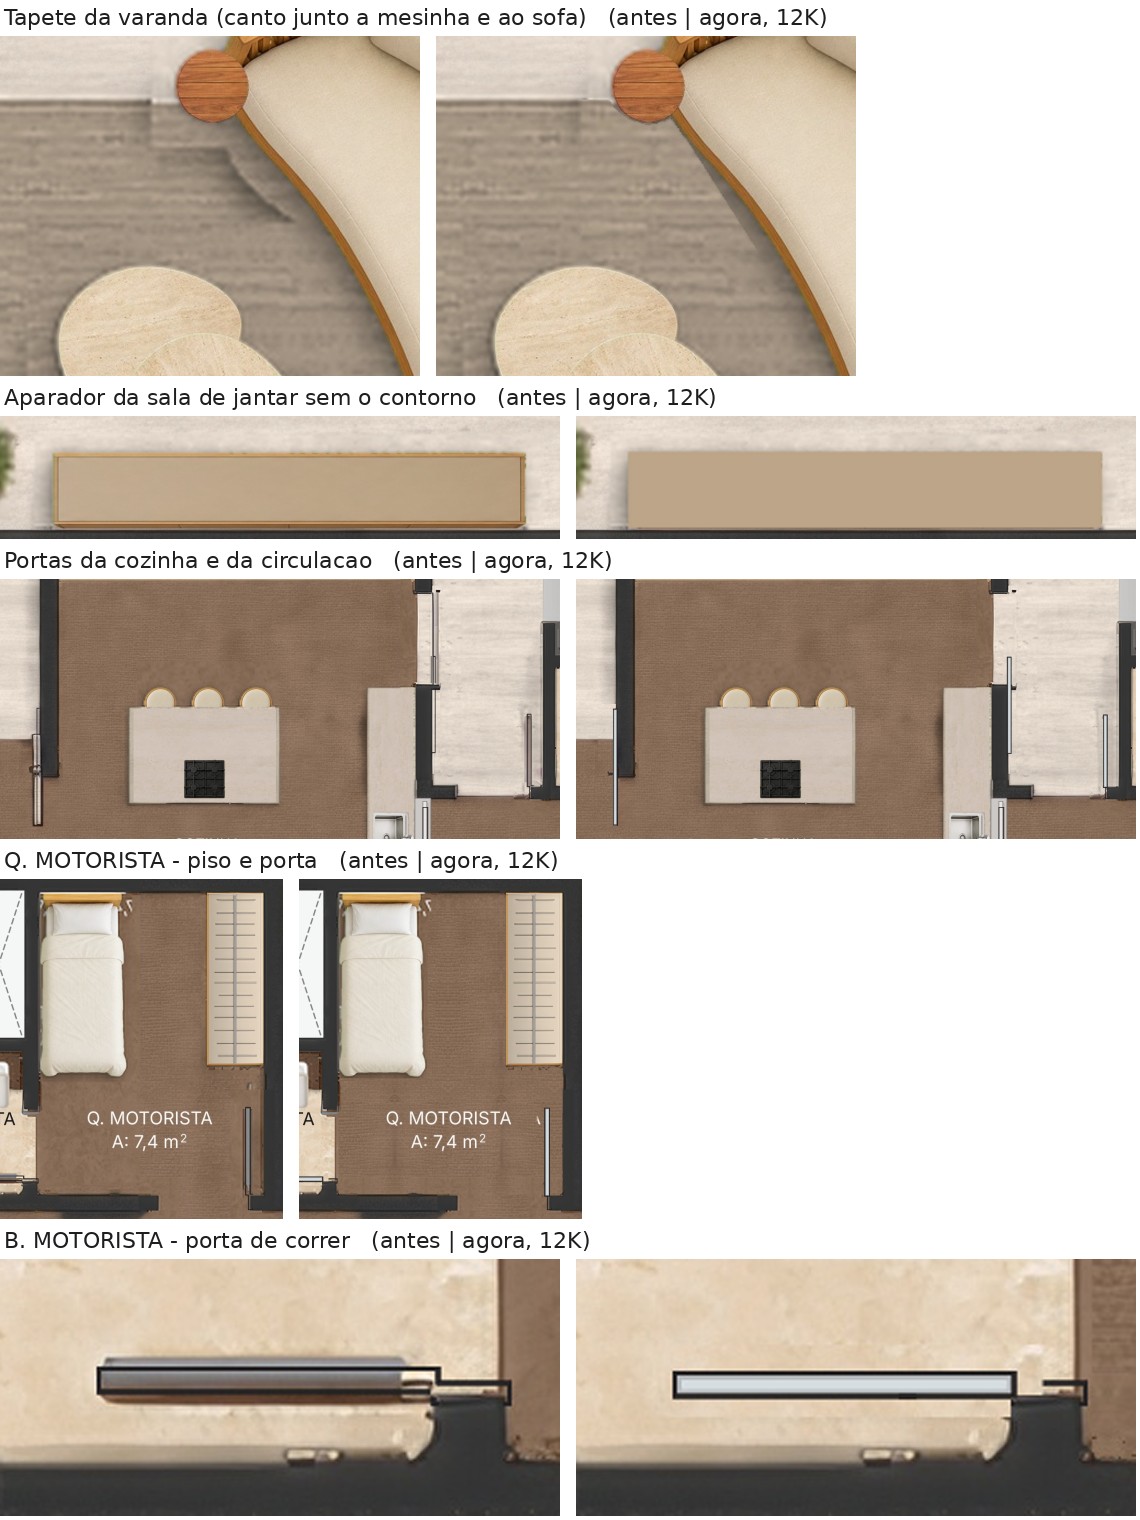 Tapete da varanda (canto junto a mesinha e ao sofa)   (antes | agora, 12K)
Aparador da sala de jantar sem o contorno   (antes | agora, 12K)
Portas da cozinha e da circulacao   (antes | agora, 12K)
Q. MOTORISTA - piso e porta   (antes | agora, 12K)
TA
Q. MOTORISTA
A: 7,4 m²
TA
Q. MOTORISTA
A: 7,4 m²
B. MOTORISTA - porta de correr   (antes | agora, 12K)